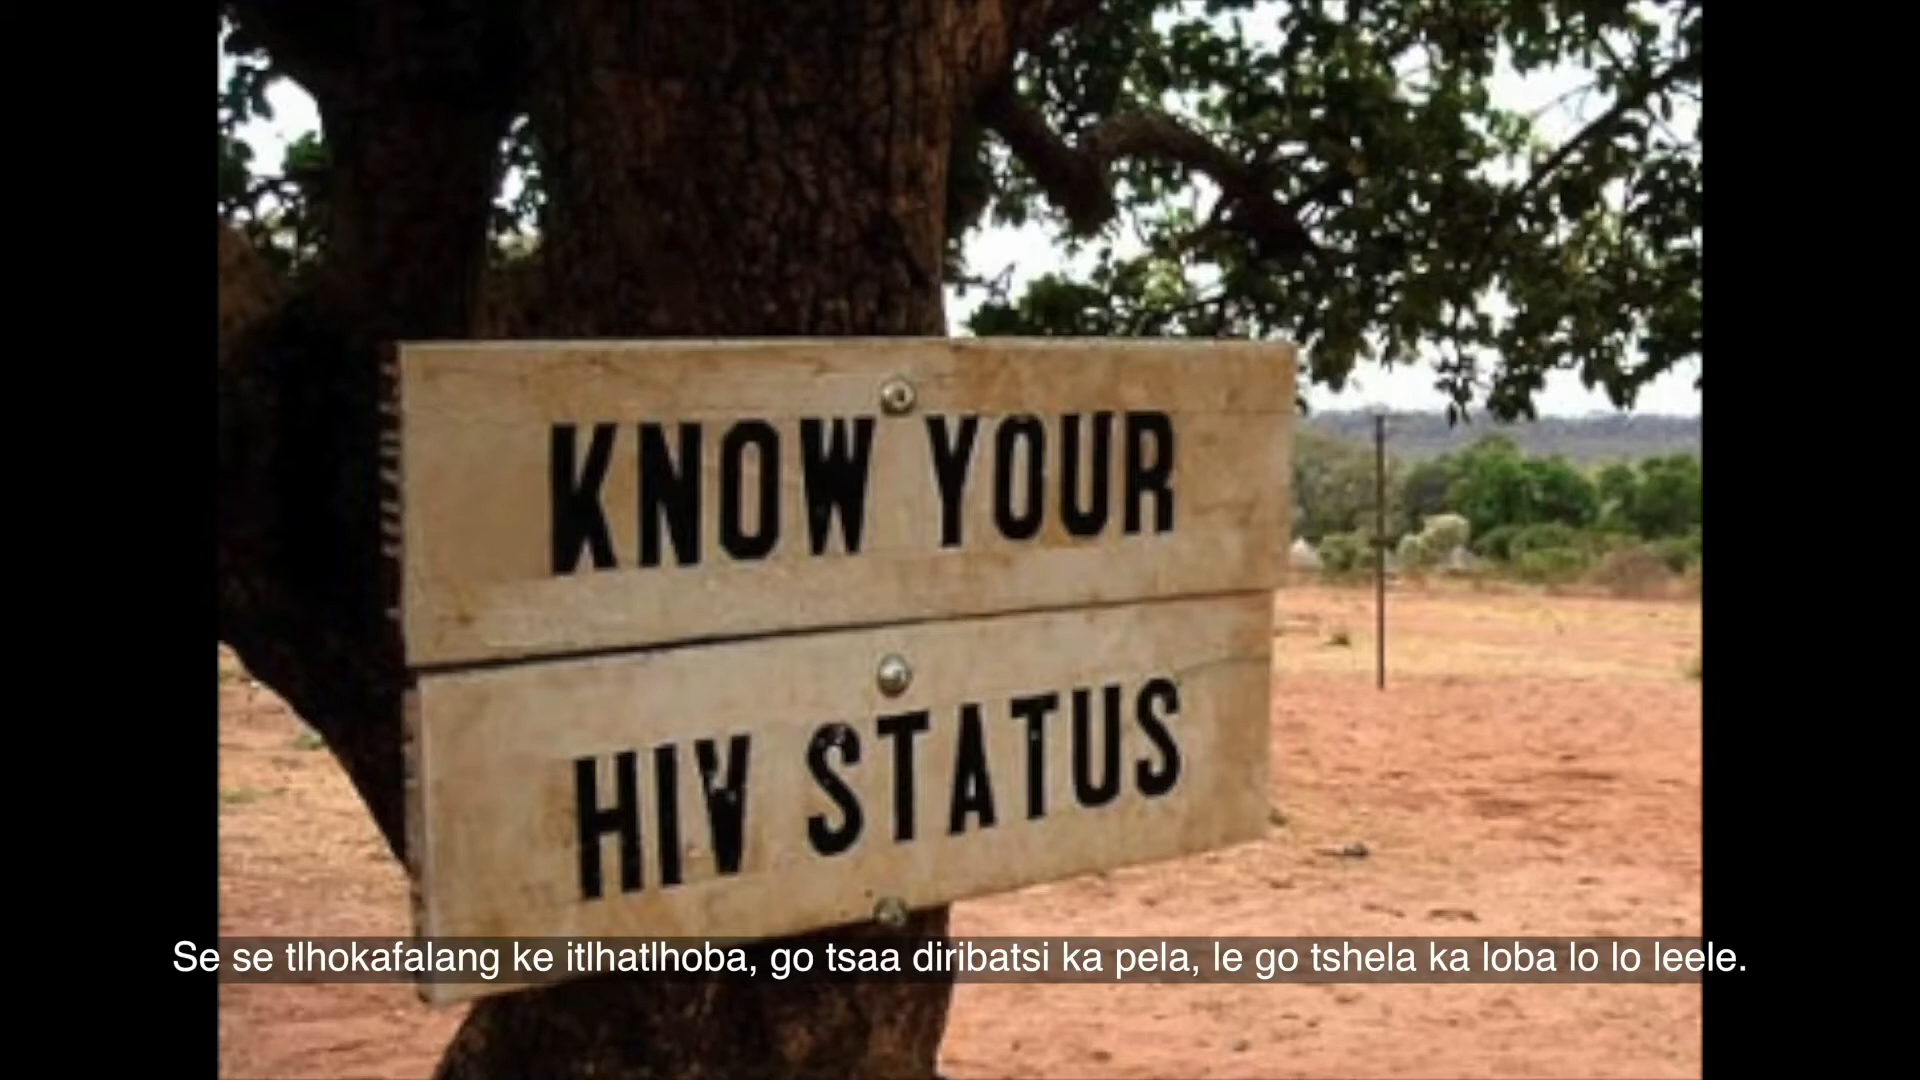 KNOW YOUR
HIV STATUS
Se se tlhokafalang ke itlhatlhoba, go tsaa diribatsi ka pela, le go tshela ka loba lo lo leele.